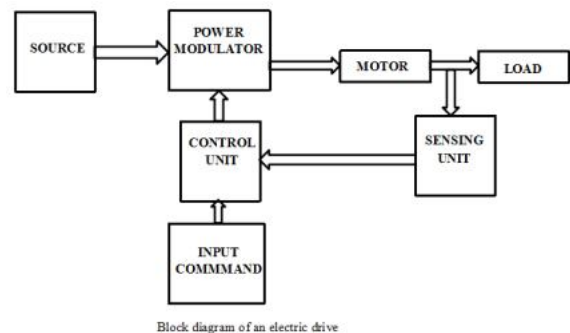 SOURCE
POWER
MODULATOR
MOTOR
LOAD
CONTROL
UNIT
SENSING
UNIT
INPUT
COMMMAND
Block diagram of an electric drive